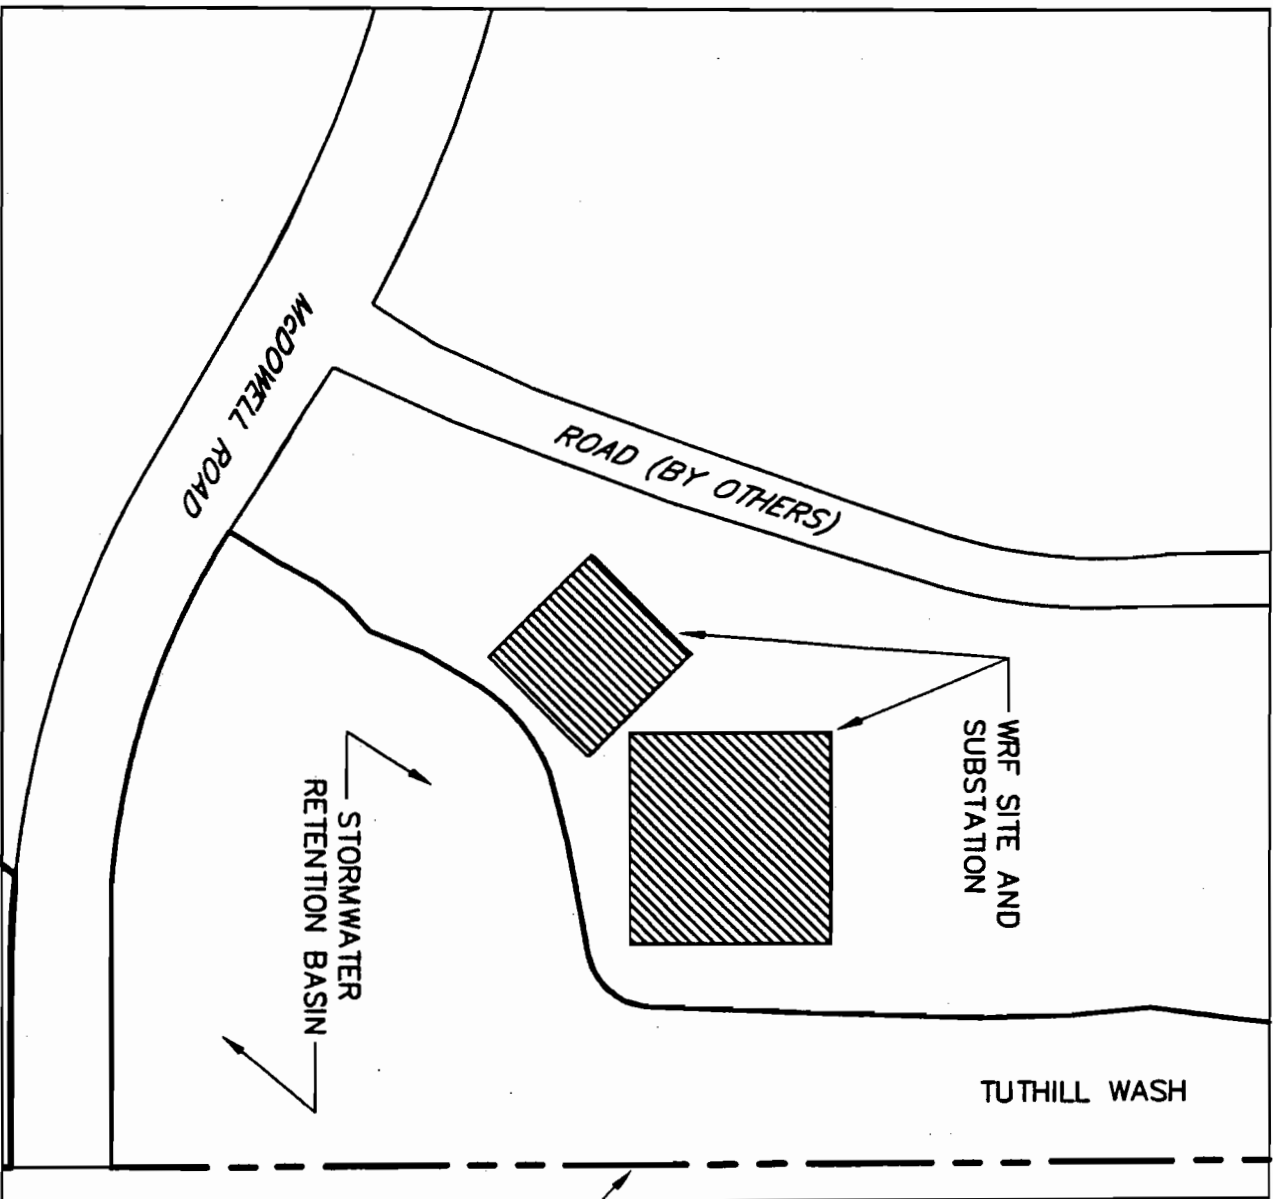 McDOWELL ROAD
ROAD (BY OTHERS)
WRF SITE AND
SUBSTATION
STORMWATER
RETENTION BASIN
TUTHILL WASH